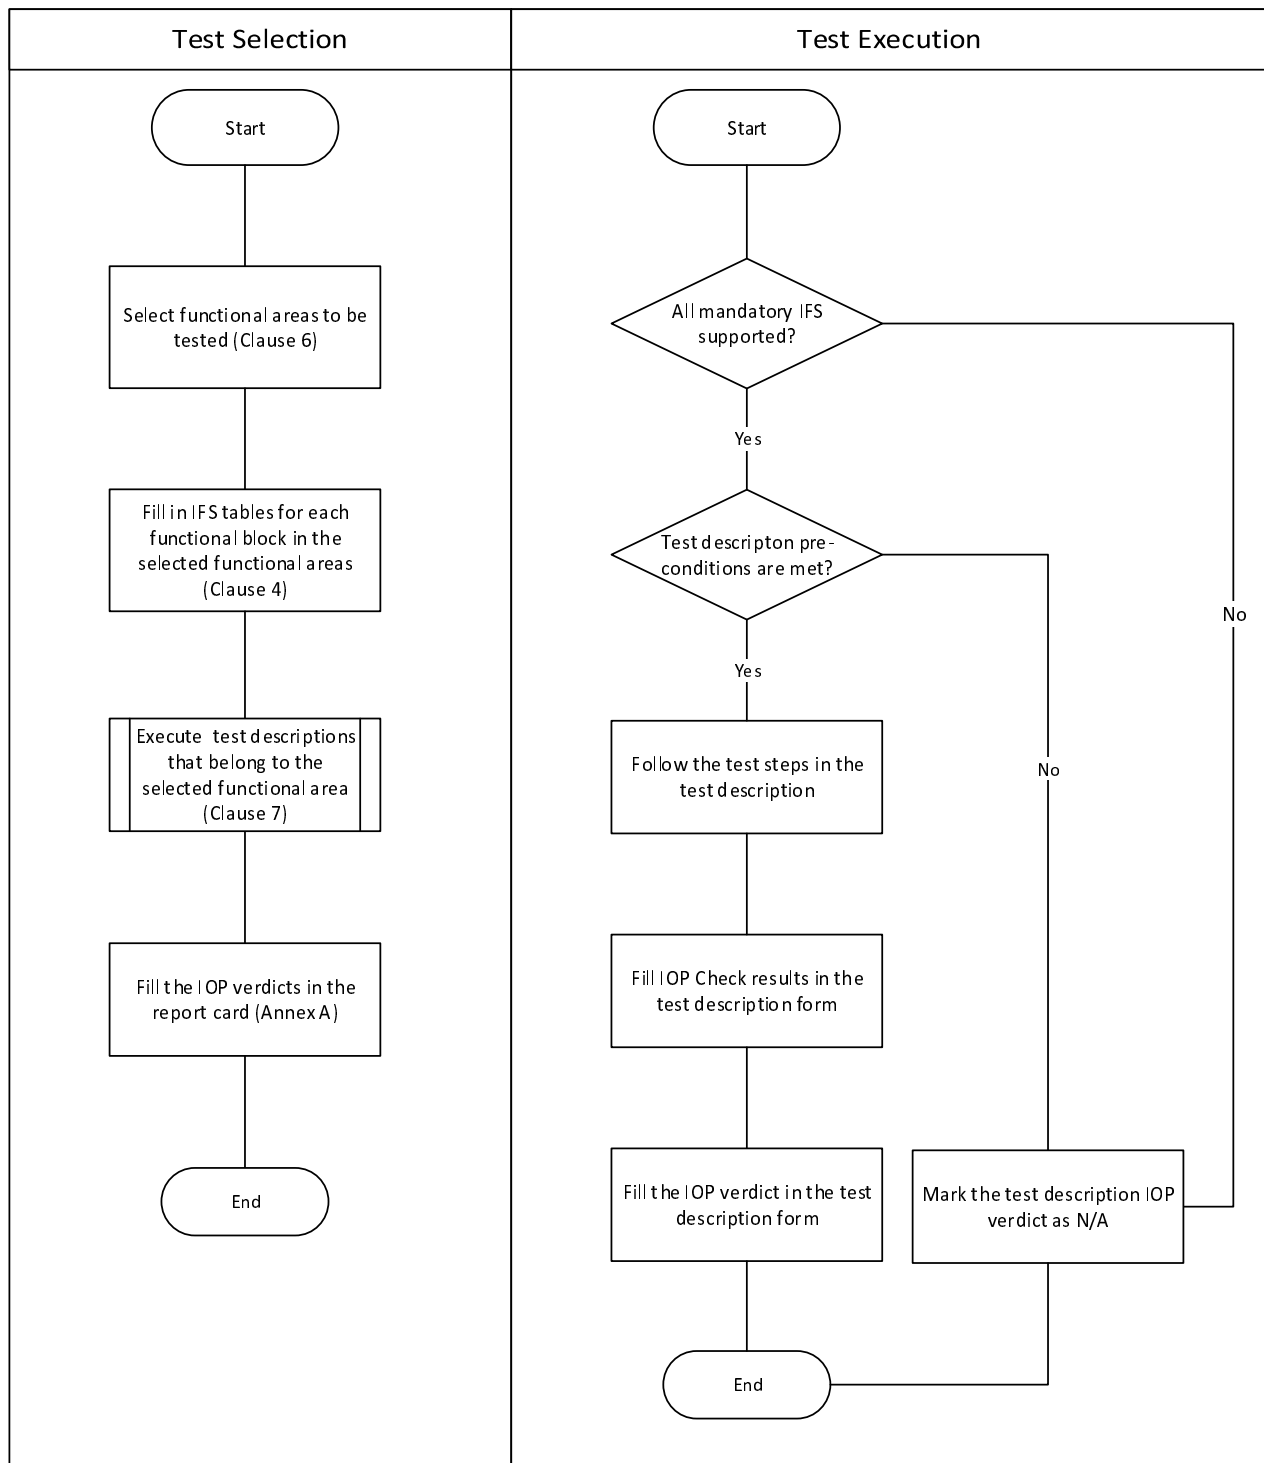 Test Selection
Test Execution
Start
Select functional areas to be
tested (Clause 6)
Fill in IFS tables for each
functional block in the
selected functional areas
(Clause 4)
Execute test descriptions
that belong to the
selected functional area
(Clause 7)
Fill the IOP verdicts in the
report card (Annex A)
End
Start
All mandatory IFS
supported?
Yes
No
Test descripton pre-
conditions are met?
Yes
No
Follow the test steps in the
test description
Fill IOP Check results in the
test description form
Fill the IOP verdict in the test
description form
Mark the test description IOP
verdict as N/A
End